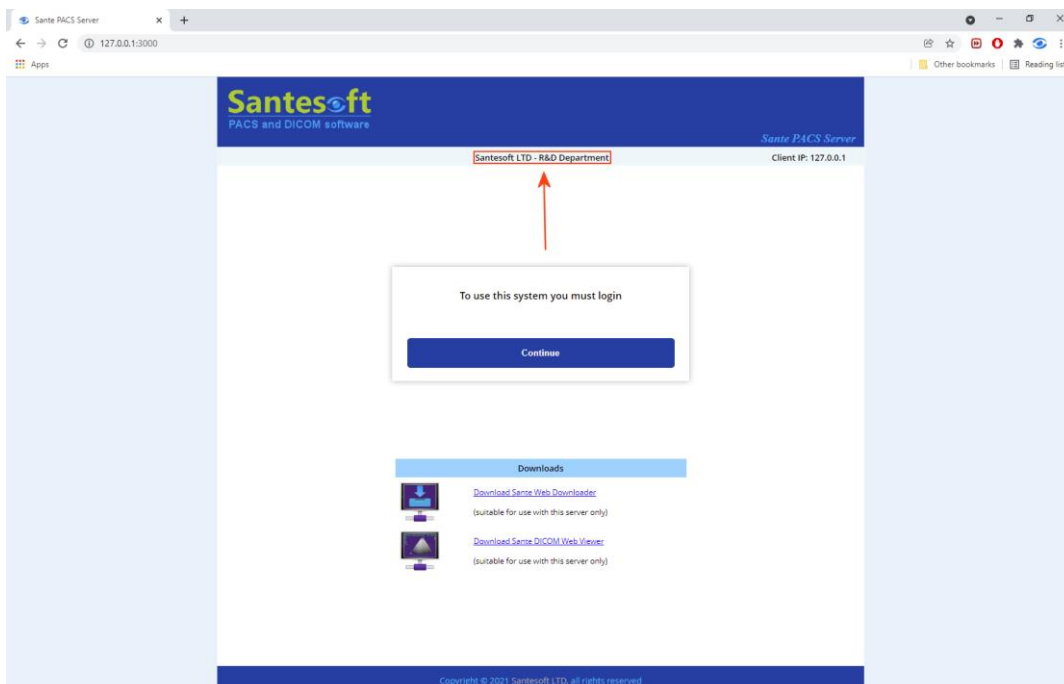 Sante PACS Server
127.0.0.1:3000
Apps
Other bookmarks
Reading list
Santesoft
PACS and DICOM software
Sante PACS Server
Santesoft LTD - R&D Department
Client IP: 127.0.0.1
To use this system you must login
Continue
Downloads
Download Sante Web Downloader
(suitable for use with this server only)
Download Sante DICOM Web Viewer
(suitable for use with this server only)
Copyright © 2021 Santesoft LTD, all rights reserved